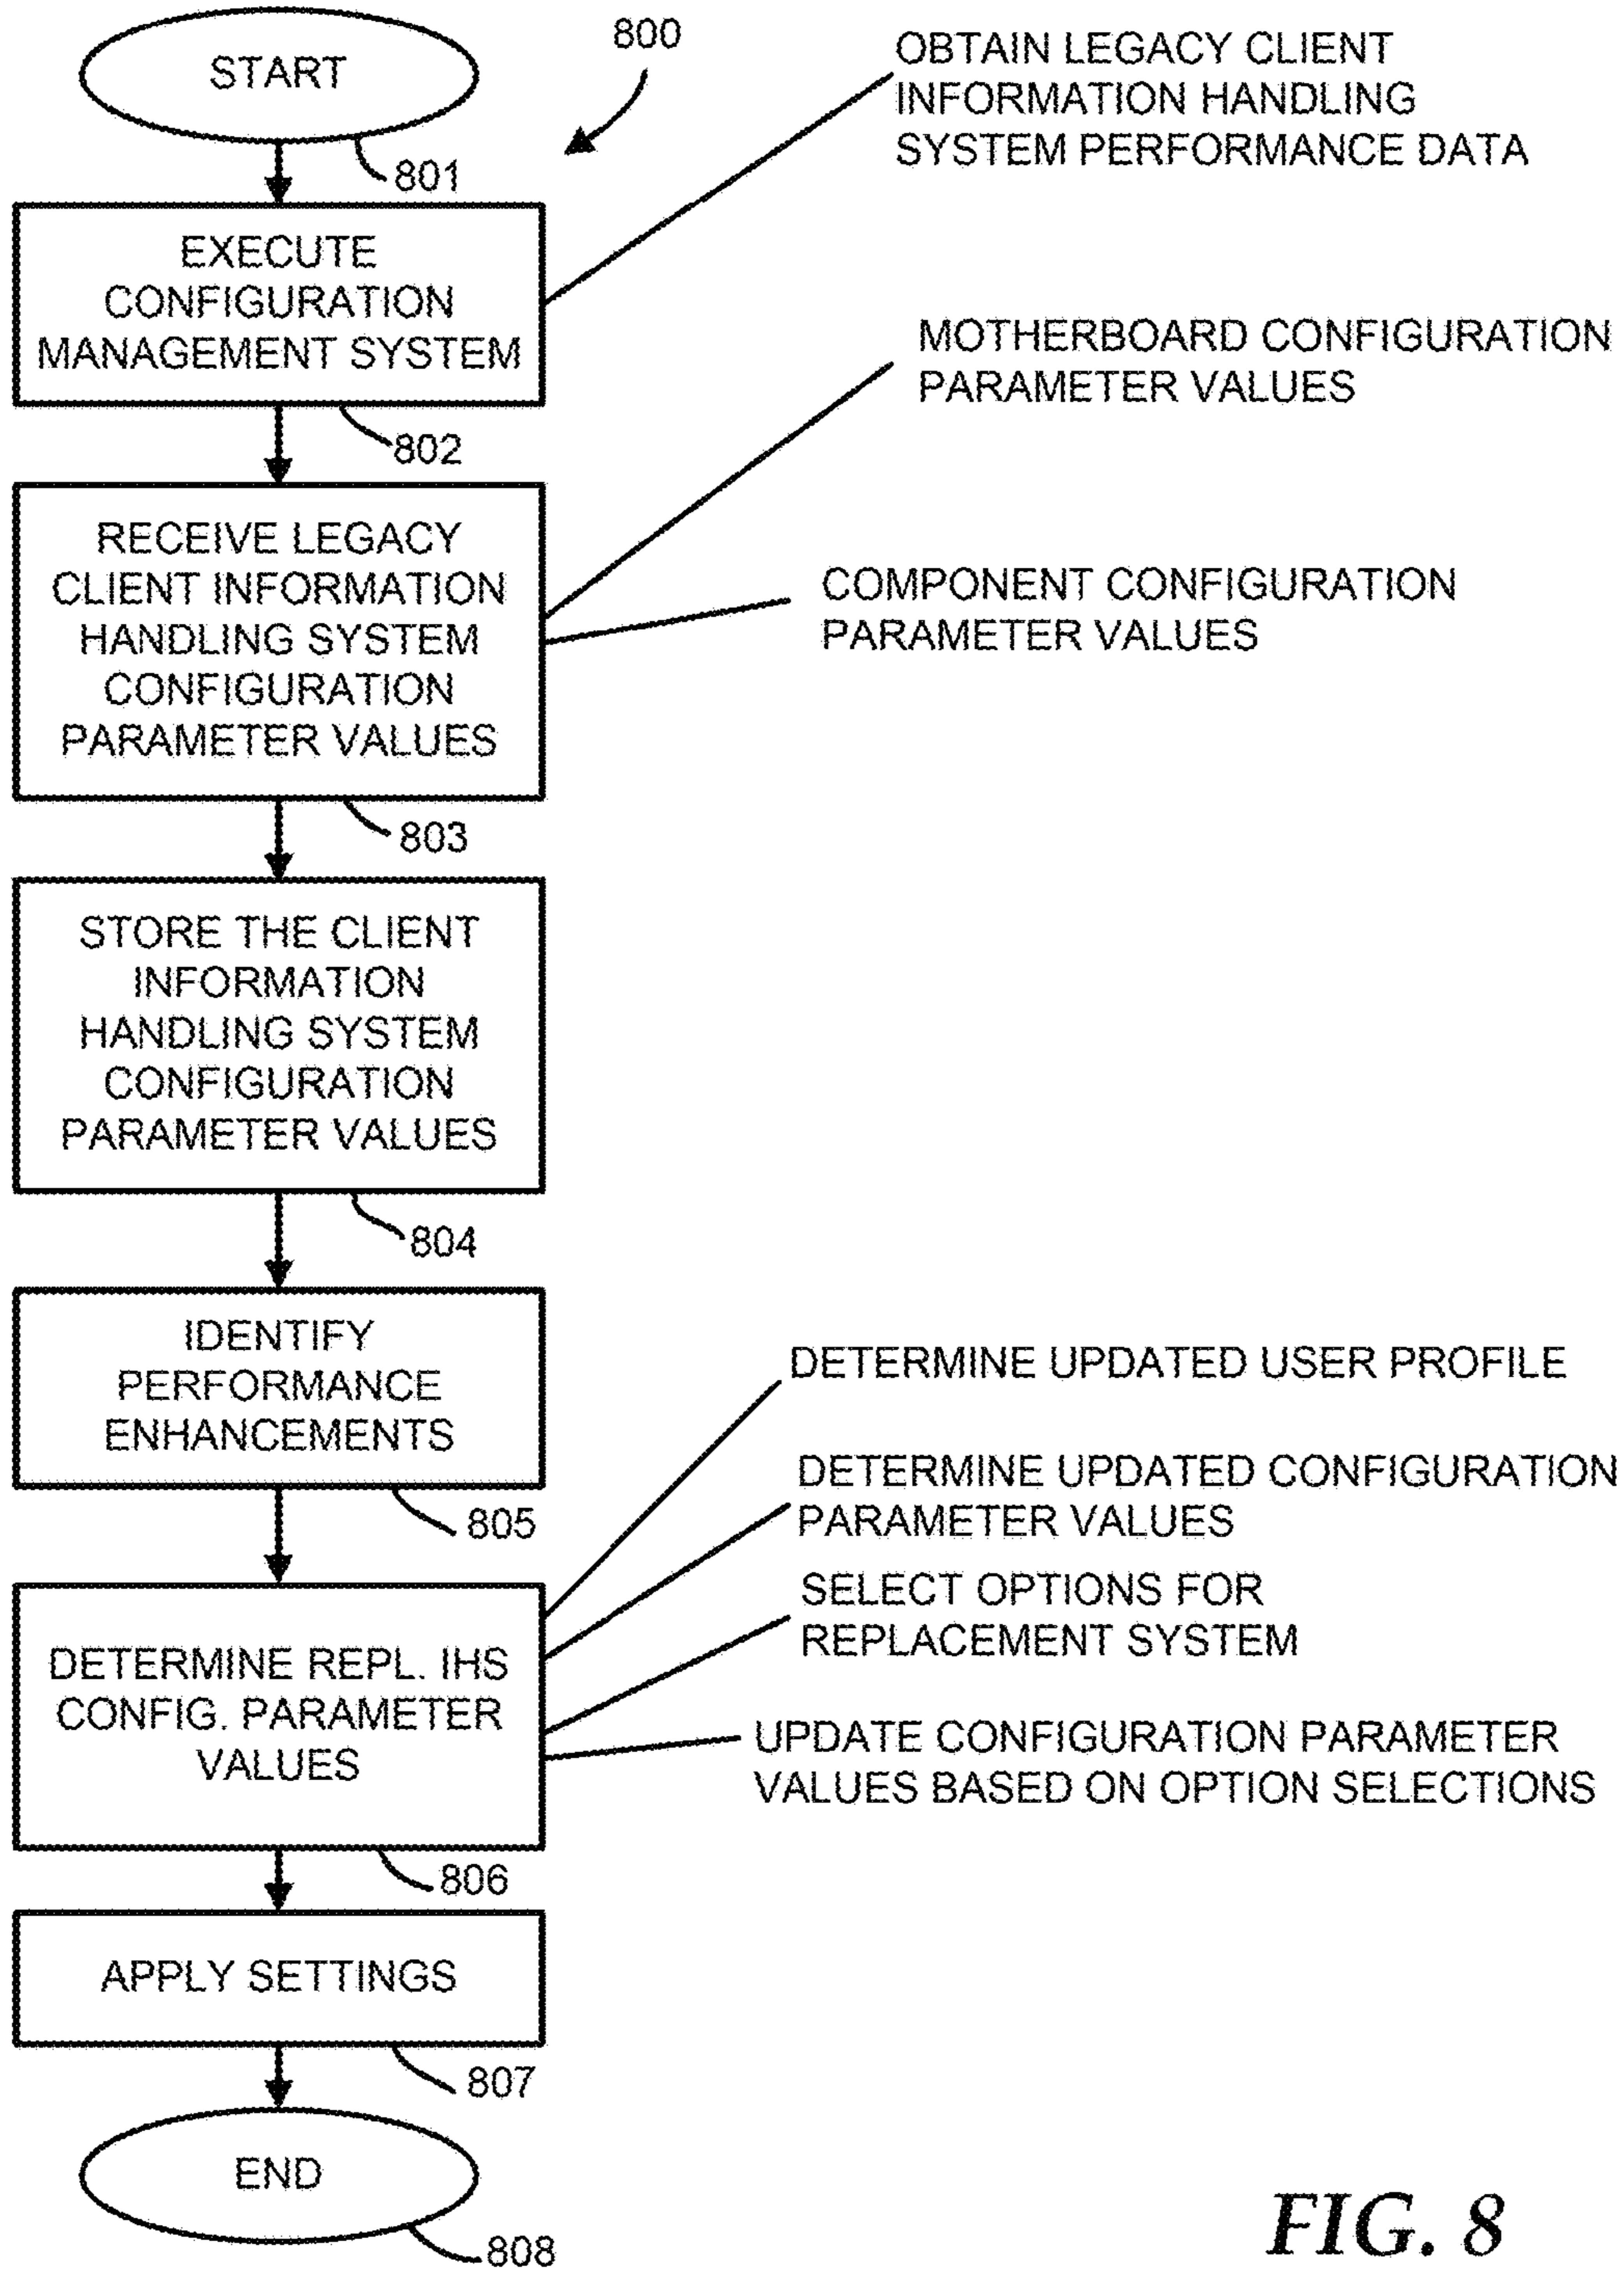 START
800
OBTAIN LEGACY CLIENT
INFORMATION HANDLING
SYSTEM PERFORMANCE DATA
801
EXECUTE
CONFIGURATION
MANAGEMENT SYSTEM
802
MOTHERBOARD CONFIGURATION
PARAMETER VALUES
RECEIVE LEGACY
CLIENT INFORMATION
HANDLING SYSTEM
CONFIGURATION
PARAMETER VALUES
COMPONENT CONFIGURATION
PARAMETER VALUES
803
STORE THE CLIENT
INFORMATION
HANDLING SYSTEM
CONFIGURATION
PARAMETER VALUES
804
IDENTIFY
PERFORMANCE
ENHANCEMENTS
805
DETERMINE UPDATED USER PROFILE
DETERMINE UPDATED CONFIGURATION
PARAMETER VALUES
SELECT OPTIONS FOR
REPLACEMENT SYSTEM
UPDATE CONFIGURATION PARAMETER
VALUES BASED ON OPTION SELECTIONS
DETERMINE REPL. IHS
CONFIG. PARAMETER
VALUES
806
APPLY SETTINGS
807
END
808
FIG. 8